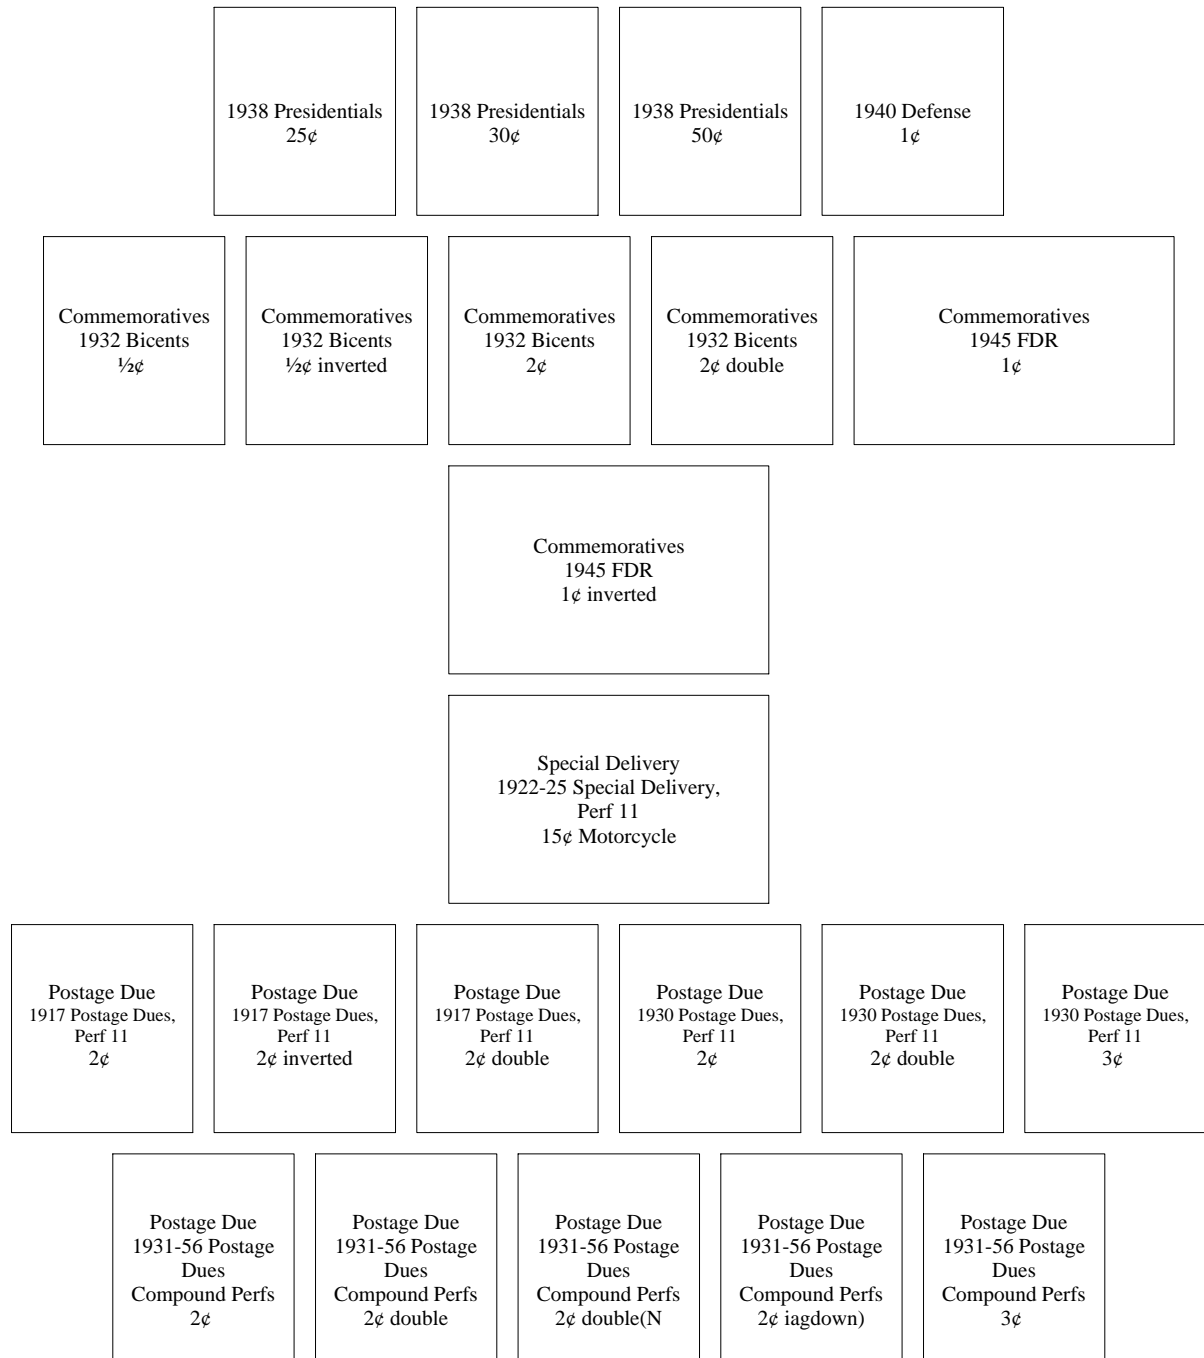 1938 Presidentials
25¢
1938 Presidentials
30¢
1938 Presidentials
50¢
1940 Defense
1¢
Commemoratives
1932 Bicents
½¢
Commemoratives
1932 Bicents
½¢ inverted
Commemoratives
1932 Bicents
2¢
Commemoratives
1932 Bicents
2¢ double
Commemoratives
1945 FDR
1¢
Commemoratives
1945 FDR
1¢ inverted
Special Delivery
1922-25 Special Delivery,
Perf 11
15¢ Motorcycle
Postage Due
1917 Postage Dues,
Perf 11
2¢
Postage Due
1917 Postage Dues,
Perf 11
2¢ inverted
Postage Due
1917 Postage Dues,
Perf 11
2¢ double
Postage Due
1930 Postage Dues,
Perf 11
2¢
Postage Due
1930 Postage Dues,
Perf 11
2¢ double
Postage Due
1930 Postage Dues,
Perf 11
3¢
Postage Due
1931-56 Postage
Dues
Compound Perfs
2¢
Postage Due
1931-56 Postage
Dues
Compound Perfs
2¢ double
Postage Due
1931-56 Postage
Dues
Compound Perfs
2¢ double(N
Postage Due
1931-56 Postage
Dues
Compound Perfs
2¢ iagdown)
Postage Due
1931-56 Postage
Dues
Compound Perfs
3¢